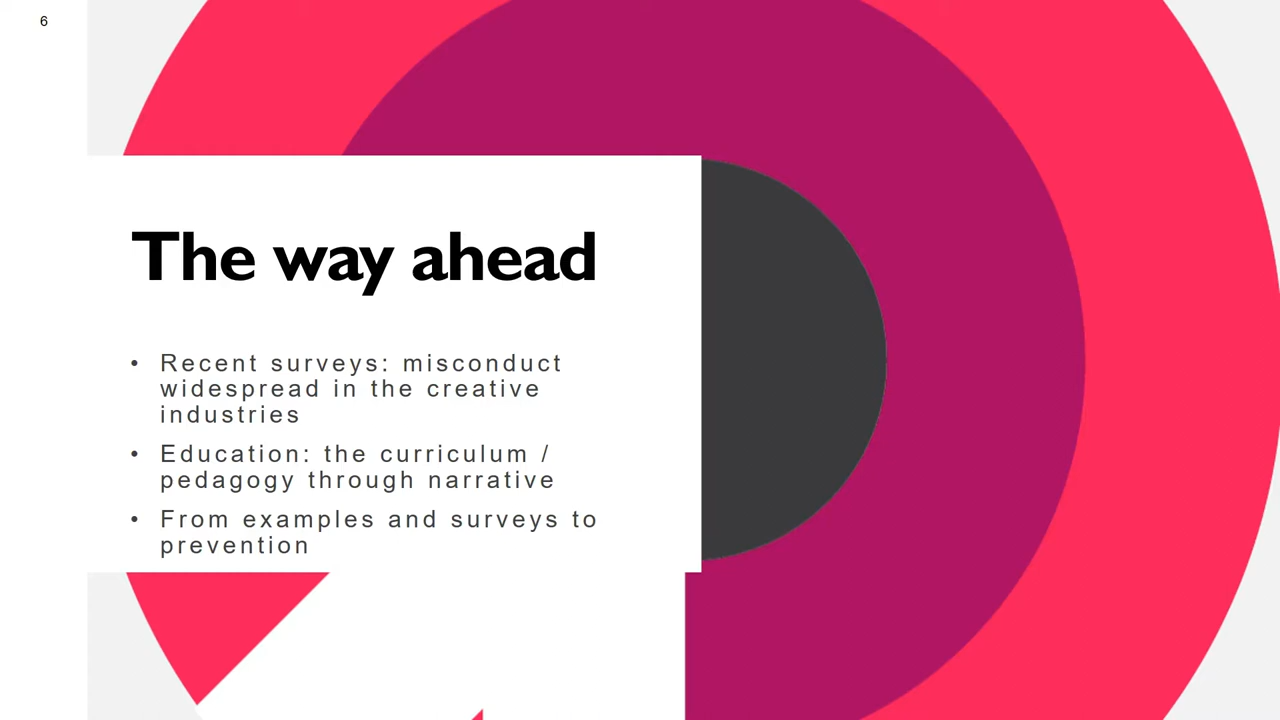 6
The way ahead
• Recent surveys: misconduct
widespread in the creative
industries
• Education: the curriculum /
pedagogy through narrative
• From examples and surveys to
prevention